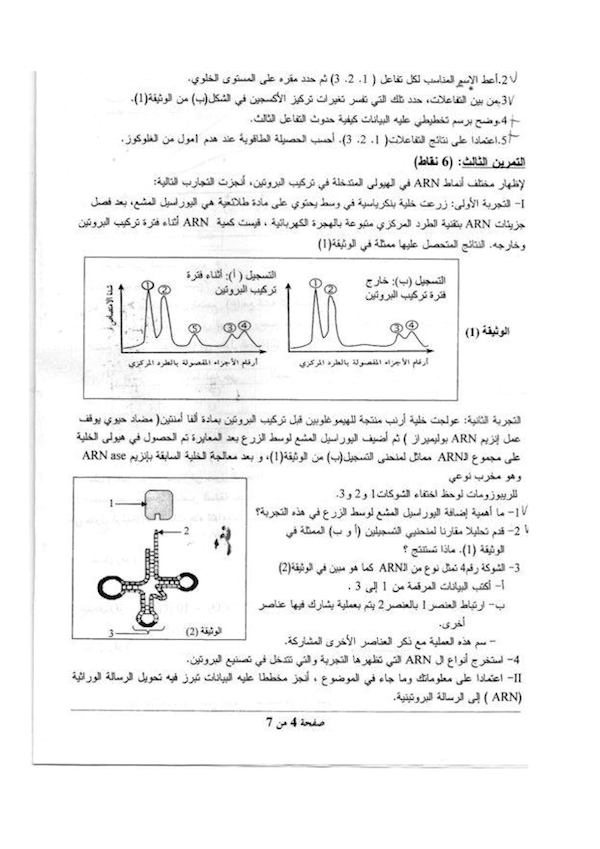 2.أعط الإسم المناسب لكل تفاعل ( 1. 2. 3) ثم حدد مقره على المستوى الخلوي.
3.من بين التفاعلات، حدد تلك التي تفسر تغيرات تركيز الأكسجين في الشكل(ب) من الوثيقة(1).
4.وضح برسم تخطيطي عليه البيانات كيفية حدوث التفاعل الثالث.
5.اعتمادا على نتائج التفاعلات( 1. 2. 3). أحسب الحصيلة الطاقوية عند هدم 1مول من الغلوكوز.
التمرين الثالث: (6 نقاط)
لإظهار مختلف أنماط ARN في الهيولى المتدخلة في تركيب البروتين، أنجزت التجارب التالية:
I- التجربة الأولى: زرعت خلية بنكرياسية في وسط يحتوي على مادة طلائعية هي اليوراسيل المشع، بعد فصل
جزيئات ARN بتقنية الطرد المركزي متبوعة بالهجرة الكهربائية ، قيست كمية ARN أثناء فترة تركيب البروتين
وخارجه. النتائج المتحصل عليها ممثلة في الوثيقة(1)
التسجيل (أ): أثناء فترة
تركيب البروتين
شدة الامتصاص
1 2 5 3 4
أرقام الأجزاء المفصولة بالطرد المركزي
التسجيل (ب): خارج
فترة تركيب البروتين
1 2 3 4
أرقام الأجزاء المفصولة بالطرد المركزي
الوثيقة (1)
التجربة الثانية: عولجت خلية أرنب منتجة للهيموغلوبين قبل تركيب البروتين بمادة ألفا أمنتين( مضاد حيوي يوقف
عمل إنزيم ARN بوليميراز ) ثم أضيف اليوراسيل المشع لوسط الزرع بعد المعايرة تم الحصول في هيولى الخلية
على مجموع الـARN مماثل لمنحنى التسجيل(ب) من الوثيقة(1)، و بعد معالجة الخلية السابقة بإنزيم ARN ase
وهو مخرب نوعي
للريبوزومات لوحظ اختفاء الشوكات1 و2 و3.
1- ما أهمية إضافة اليوراسيل المشع لوسط الزرع في هذه التجربة؟
2- قدم تحليلا مقارنا لمنحنيي التسجيلين (أ و ب) الممثلة في
الوثيقة (1). ماذا تستنتج ؟
3- الشوكة رقم4 تمثل نوع من الـARN كما هو مبين في الوثيقة(2)
أ- أكتب البيانات المرقمة من 1 إلى 3 .
ب- ارتباط العنصر1 بالعنصر2 يتم بعملية يشارك فيها عناصر
أخرى.
- سم هذه العملية مع ذكر العناصر الأخرى المشاركة.
1
2
3
الوثيقة (2)
4- استخرج أنواع ال ARN التي تظهرها التجربة والتي تتدخل في تصنيع البروتين.
II- اعتمادا على معلوماتك وما جاء في الموضوع ، أنجز مخططا عليه البيانات تبرز فيه تحويل الرسالة الوراثية
(ARN ) إلى الرسالة البروتينية.
صفحة 4 من 7